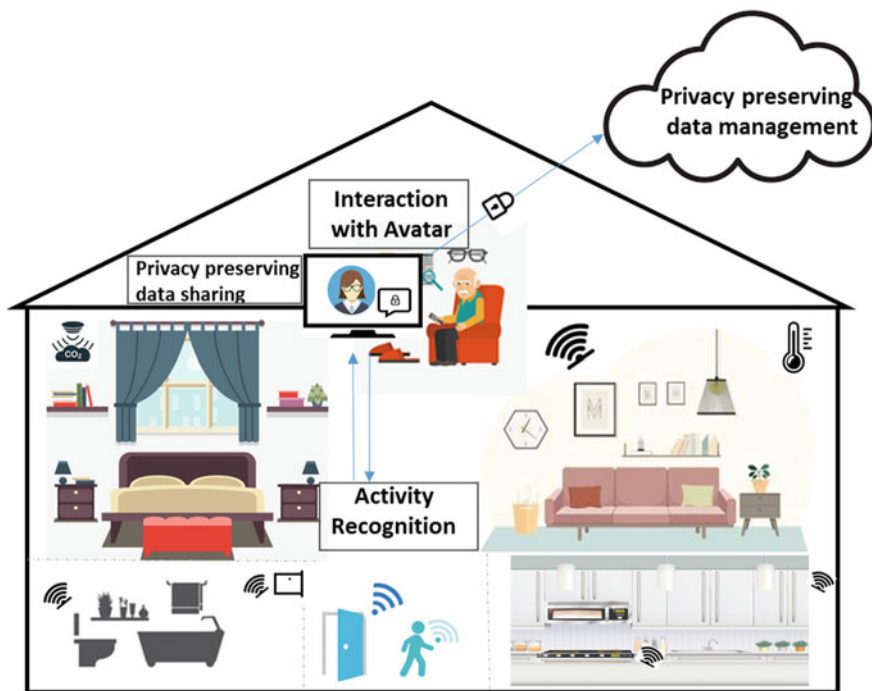 Privacy preserving
data management
Interaction
with Avatar
Privacy preserving
data sharing
CO₂
M
Activity
Recognition